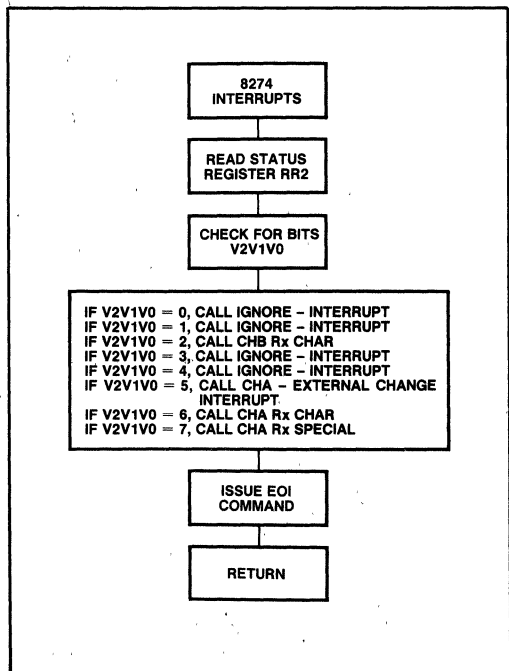 8274
INTERRUPTS
READ STATUS
REGISTER RR2
CHECK FOR BITS
V2V1V0
IF V2V1V0 = 0, CALL IGNORE – INTERRUPT
IF V2V1V0 = 1, CALL IGNORE – INTERRUPT
IF V2V1V0 = 2, CALL CHB Rx CHAR
IF V2V1V0 = 3, CALL IGNORE – INTERRUPT
IF V2V1V0 = 4, CALL IGNORE – INTERRUPT
IF V2V1V0 = 5, CALL CHA – EXTERNAL CHANGE
INTERRUPT
IF V2V1V0 = 6, CALL CHA Rx CHAR
IF V2V1V0 = 7, CALL CHA Rx SPECIAL
ISSUE EOI
COMMAND
RETURN